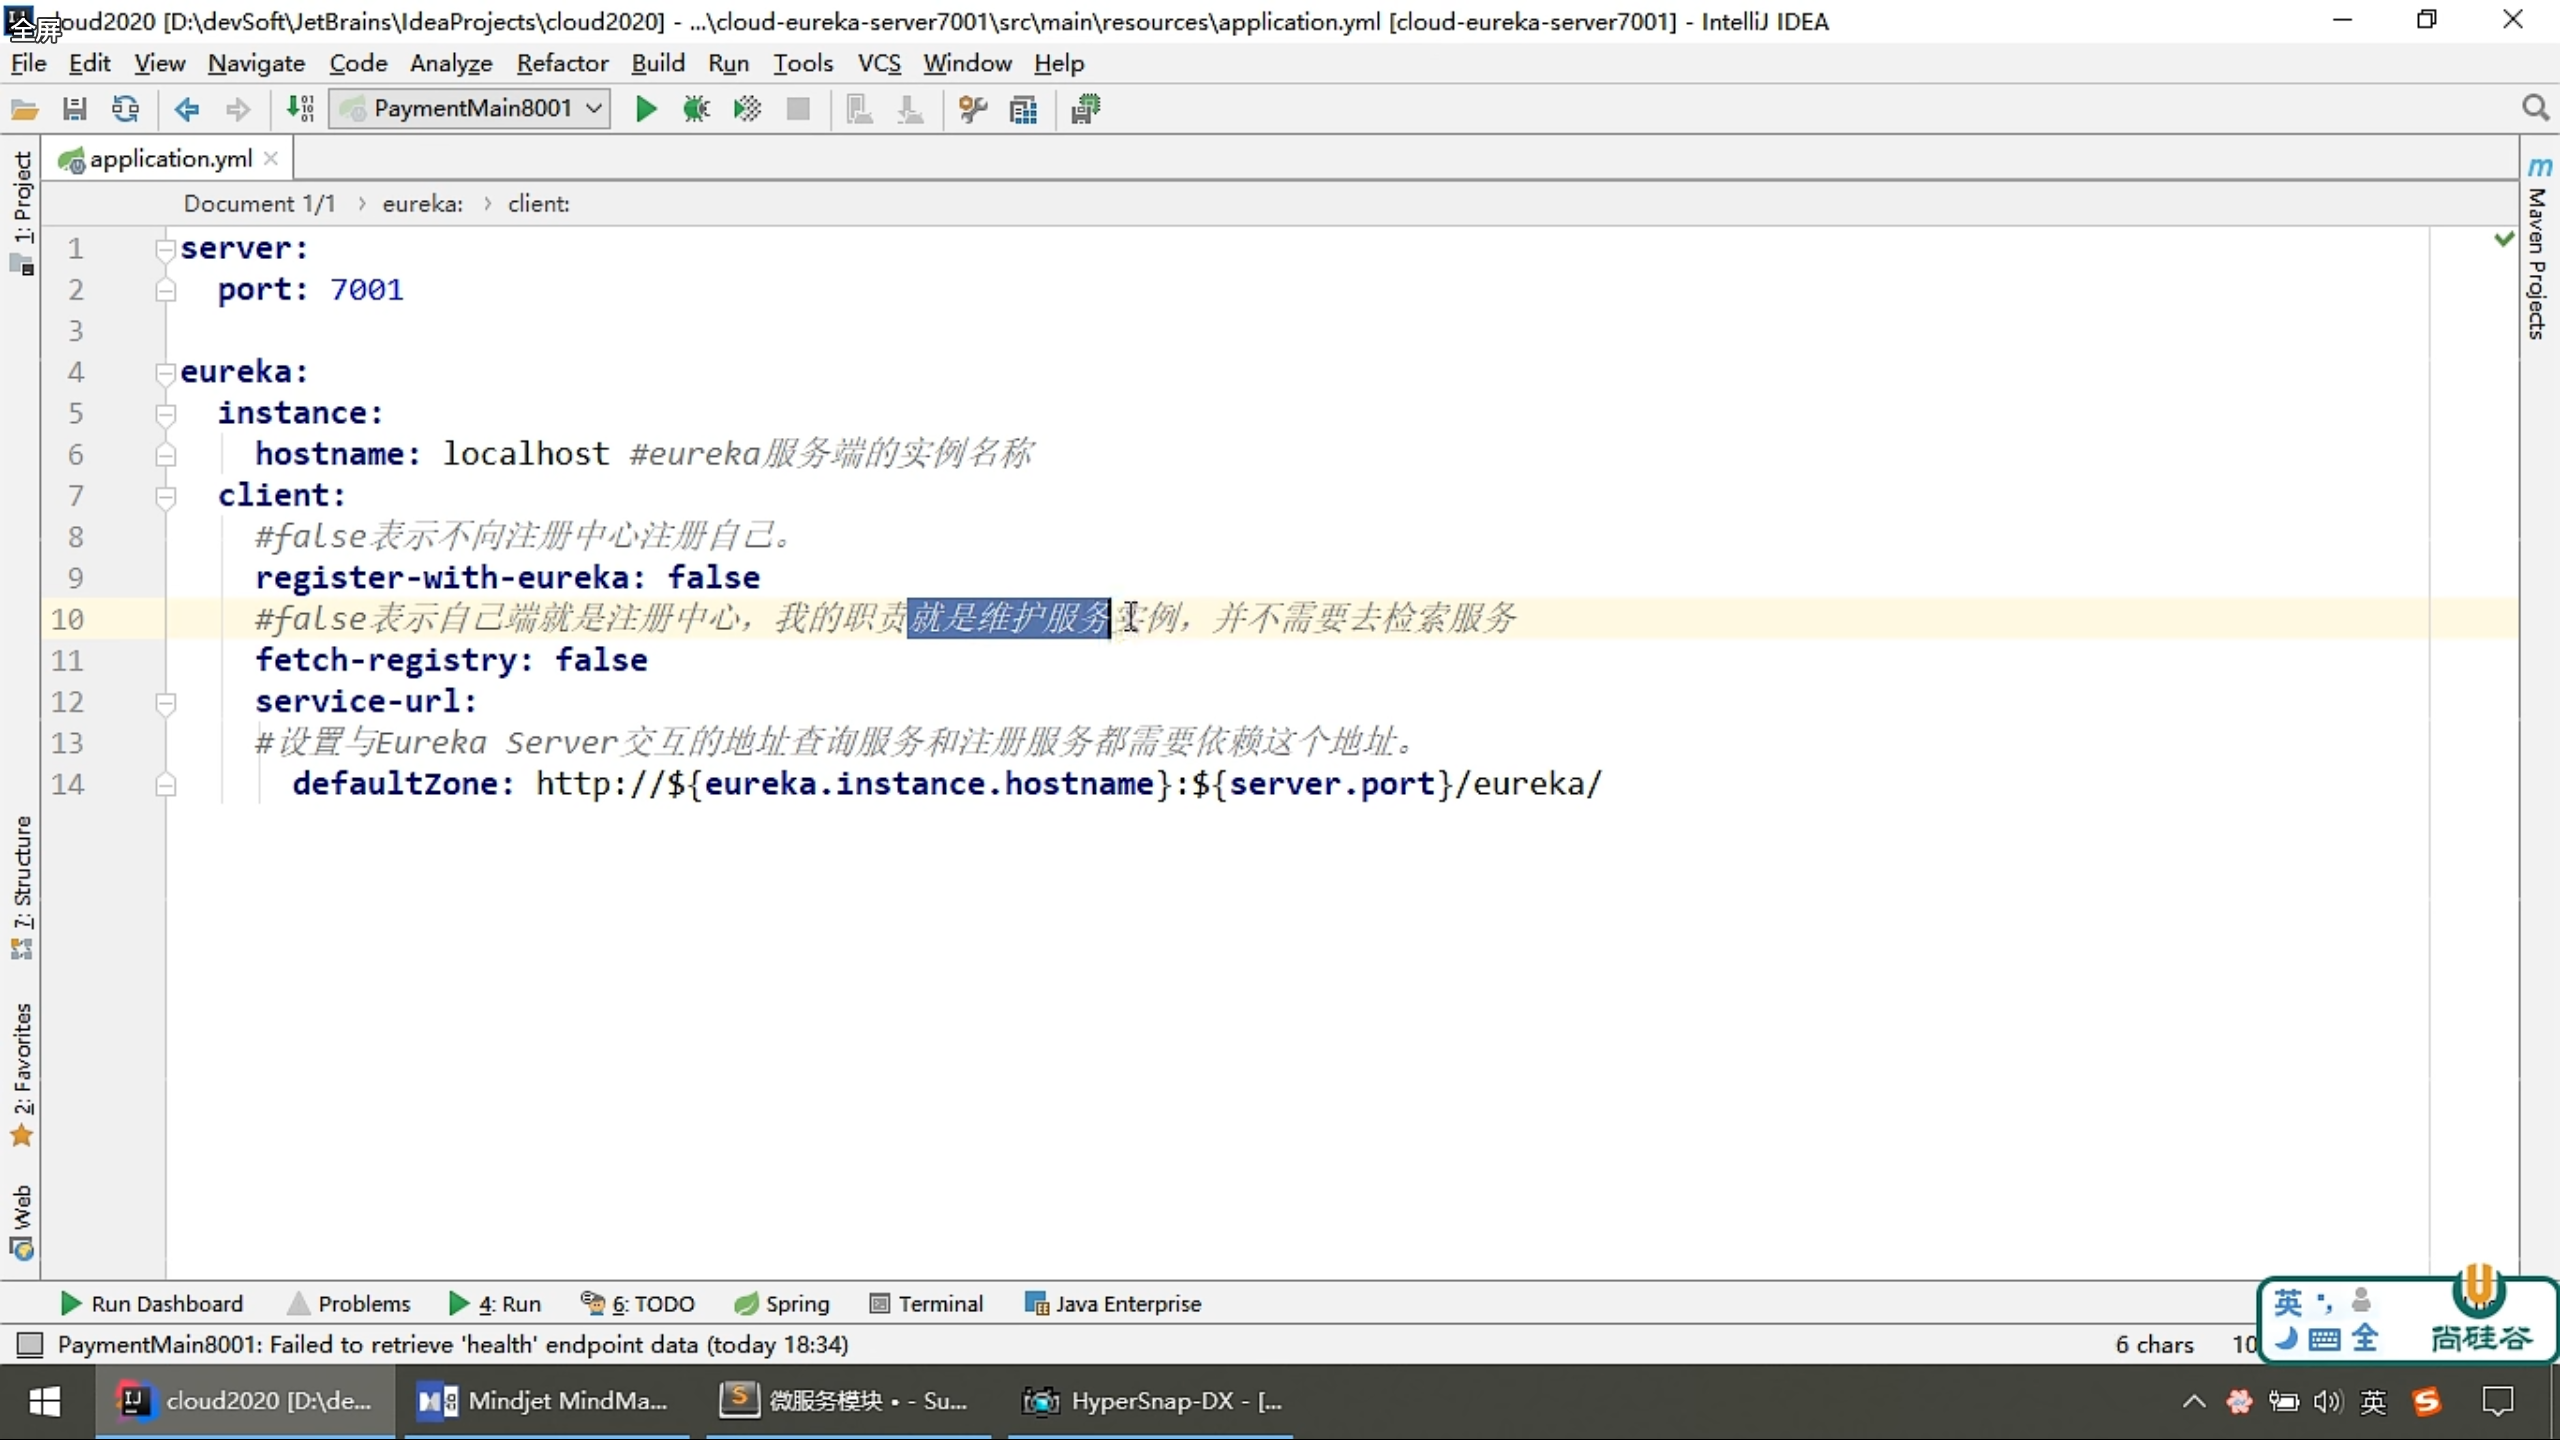 全屏
cloud2020 [D:\devSoft\JetBrains\IdeaProjects\cloud2020] - ...\cloud-eureka-server7001\src\main\resources\application.yml [cloud-eureka-server7001] - IntelliJ IDEA
File Edit View Navigate Code Analyze Refactor Build Run Tools VCS Window Help
PaymentMain8001
application.yml
Document 1/1 › eureka: › client:
1 server:
2 port: 7001
3
4 eureka:
5 instance:
6 hostname: localhost #eureka服务端的实例名称
7 client:
8 #false表示不向注册中心注册自己。
9 register-with-eureka: false
10 #false表示自己端就是注册中心，我的职责就是维护服务实例，并不需要去检索服务
11 fetch-registry: false
12 service-url:
13 #设置与Eureka Server交互的地址查询服务和注册服务都需要依赖这个地址。
14 defaultZone: http://${eureka.instance.hostname}:${server.port}/eureka/
1: Project
7: Structure
2: Favorites
Web
m Maven Projects
Run Dashboard Problems 4: Run 6: TODO Spring Terminal Java Enterprise
PaymentMain8001: Failed to retrieve 'health' endpoint data (today 18:34)
6 chars 10
英
全
尚硅谷
cloud2020 [D:\de... Mindjet MindMa... 微服务模块 • - Su... HyperSnap-DX - [...
英